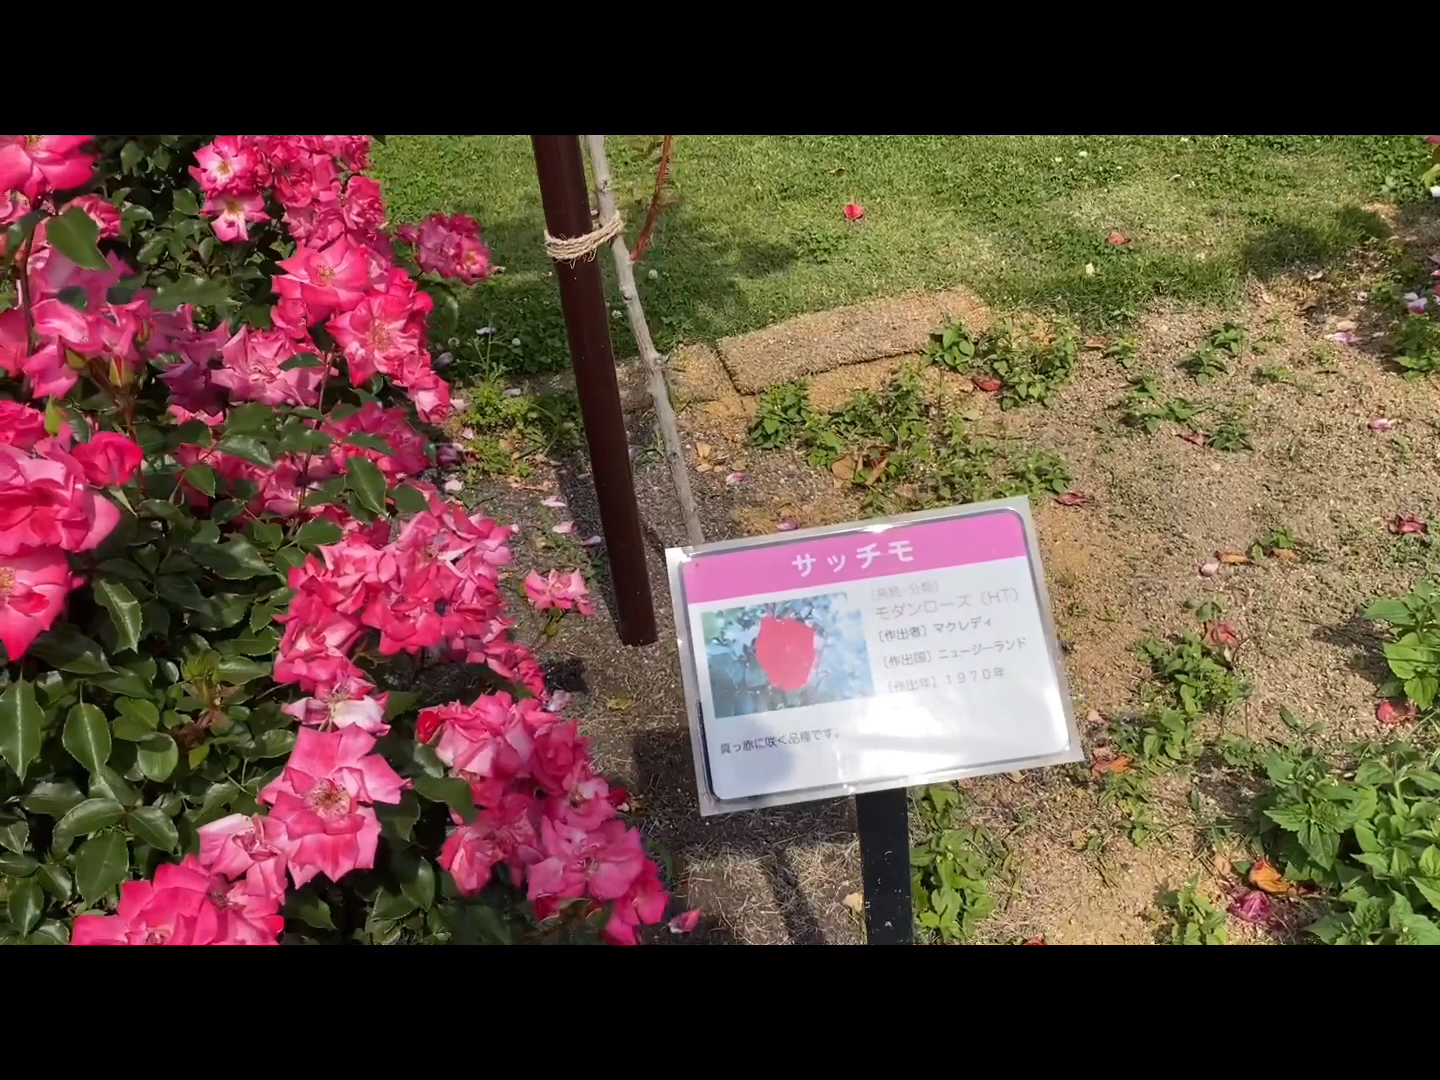 サッチモ
〔系統・分類〕
モダンローズ（HT）
〔作出者〕マクレディ
〔作出国〕ニュージーランド
〔作出年〕１９７０年
真っ赤に咲く品種です。